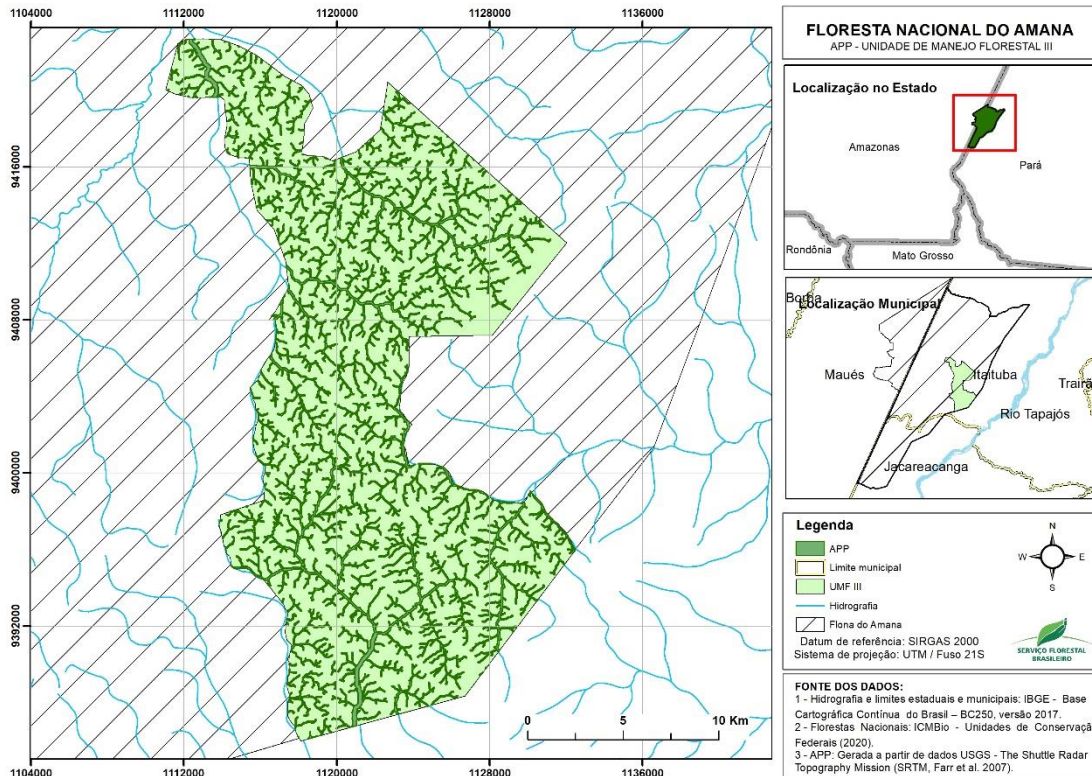 1104000 1112000 1120000 1128000 1136000
9416000
9408000
9400000
9392000
0 5 10 Km
1104000 1112000 1120000 1128000 1136000
FLORESTA NACIONAL DO AMANA
APP - UNIDADE DE MANEJO FLORESTAL III
Localização no Estado
Amazonas
Pará
Rondônia
Mato Grosso
Borba
Localização Municipal
Maués
Itaituba
Trairã
Rio Tapajós
Jacareacanga
Legenda
APP
Limite municipal
UMF III
Hidrografia
Flona do Amana
N
W E
S
Datum de referência: SIRGAS 2000
Sistema de projeção: UTM / Fuso 21S
SERVIÇO FLORESTAL
BRASILEIRO
FONTE DOS DADOS:
1 - Hidrografia e limites estaduais e municipais: IBGE - Base
Cartográfica Contínua do Brasil – BC250, versão 2017.
2 - Florestas Nacionais: ICMBio - Unidades de Conservaçã
Federais (2020).
3 - APP: Gerada a partir de dados USGS - The Shuttle Radar
Topography Mission (SRTM, Farr et al. 2007).